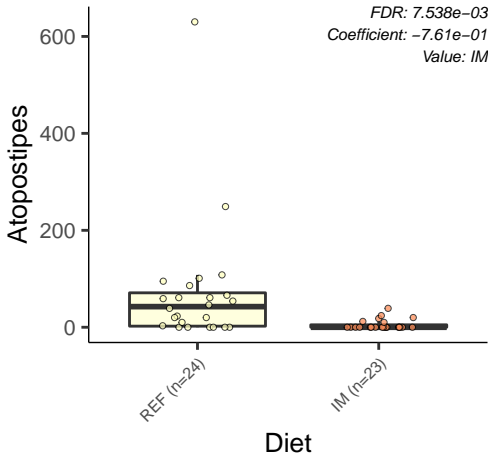 FDR: 7.538e−03
Coefficient: −7.61e−01
Value: IM
600
400
200
0
Atopostipes
REF (n=24)
IM (n=23)
Diet